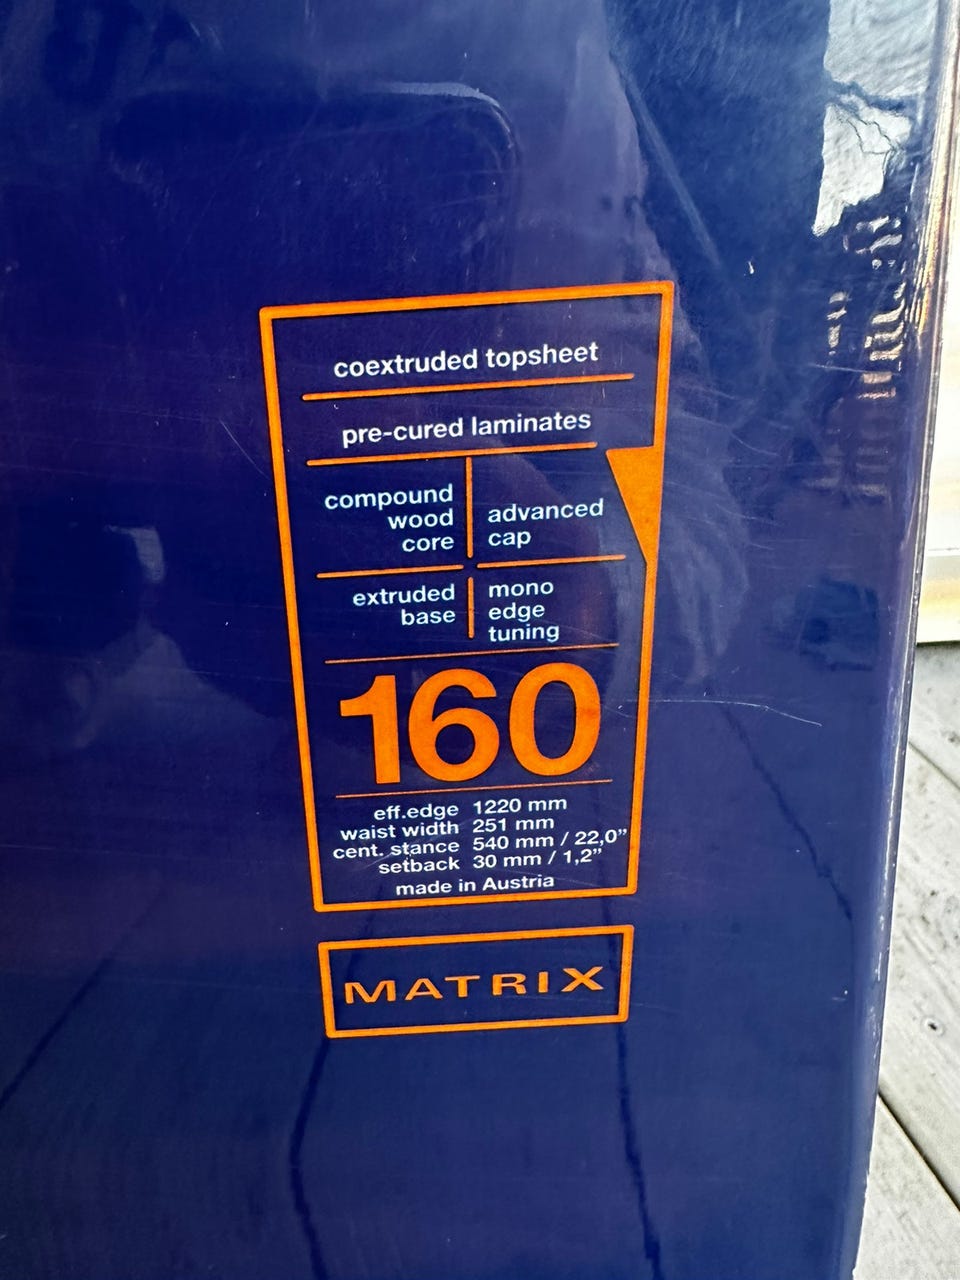 coextruded topsheet
pre-cured laminates
compound
wood
core
advanced
cap
extruded
base
mono
edge
tuning
160
eff.edge 1220 mm
waist width 251 mm
cent. stance 540 mm / 22,0”
setback 30 mm / 1,2”
made in Austria
MATRIX